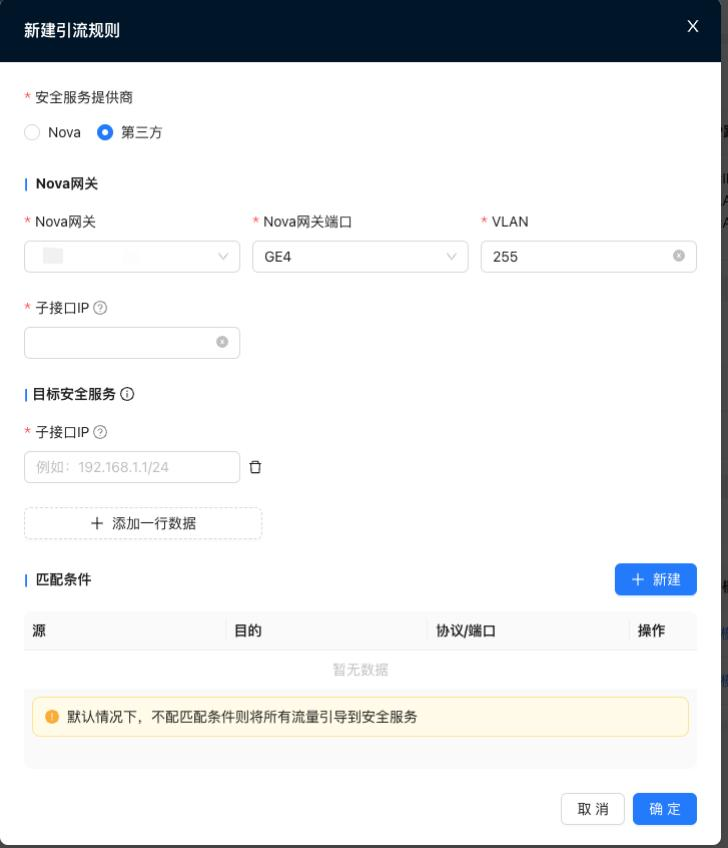 新建引流规则
* 安全服务提供商
Nova 第三方
Nova网关
* Nova网关 * Nova网关端口 * VLAN
GE4 255
* 子接口IP
目标安全服务
* 子接口IP
例如：192.168.1.1/24
+ 添加一行数据
匹配条件 + 新建
源 目的 协议/端口 操作
暂无数据
默认情况下，不配匹配条件则将所有流量引导到安全服务
取消 确定